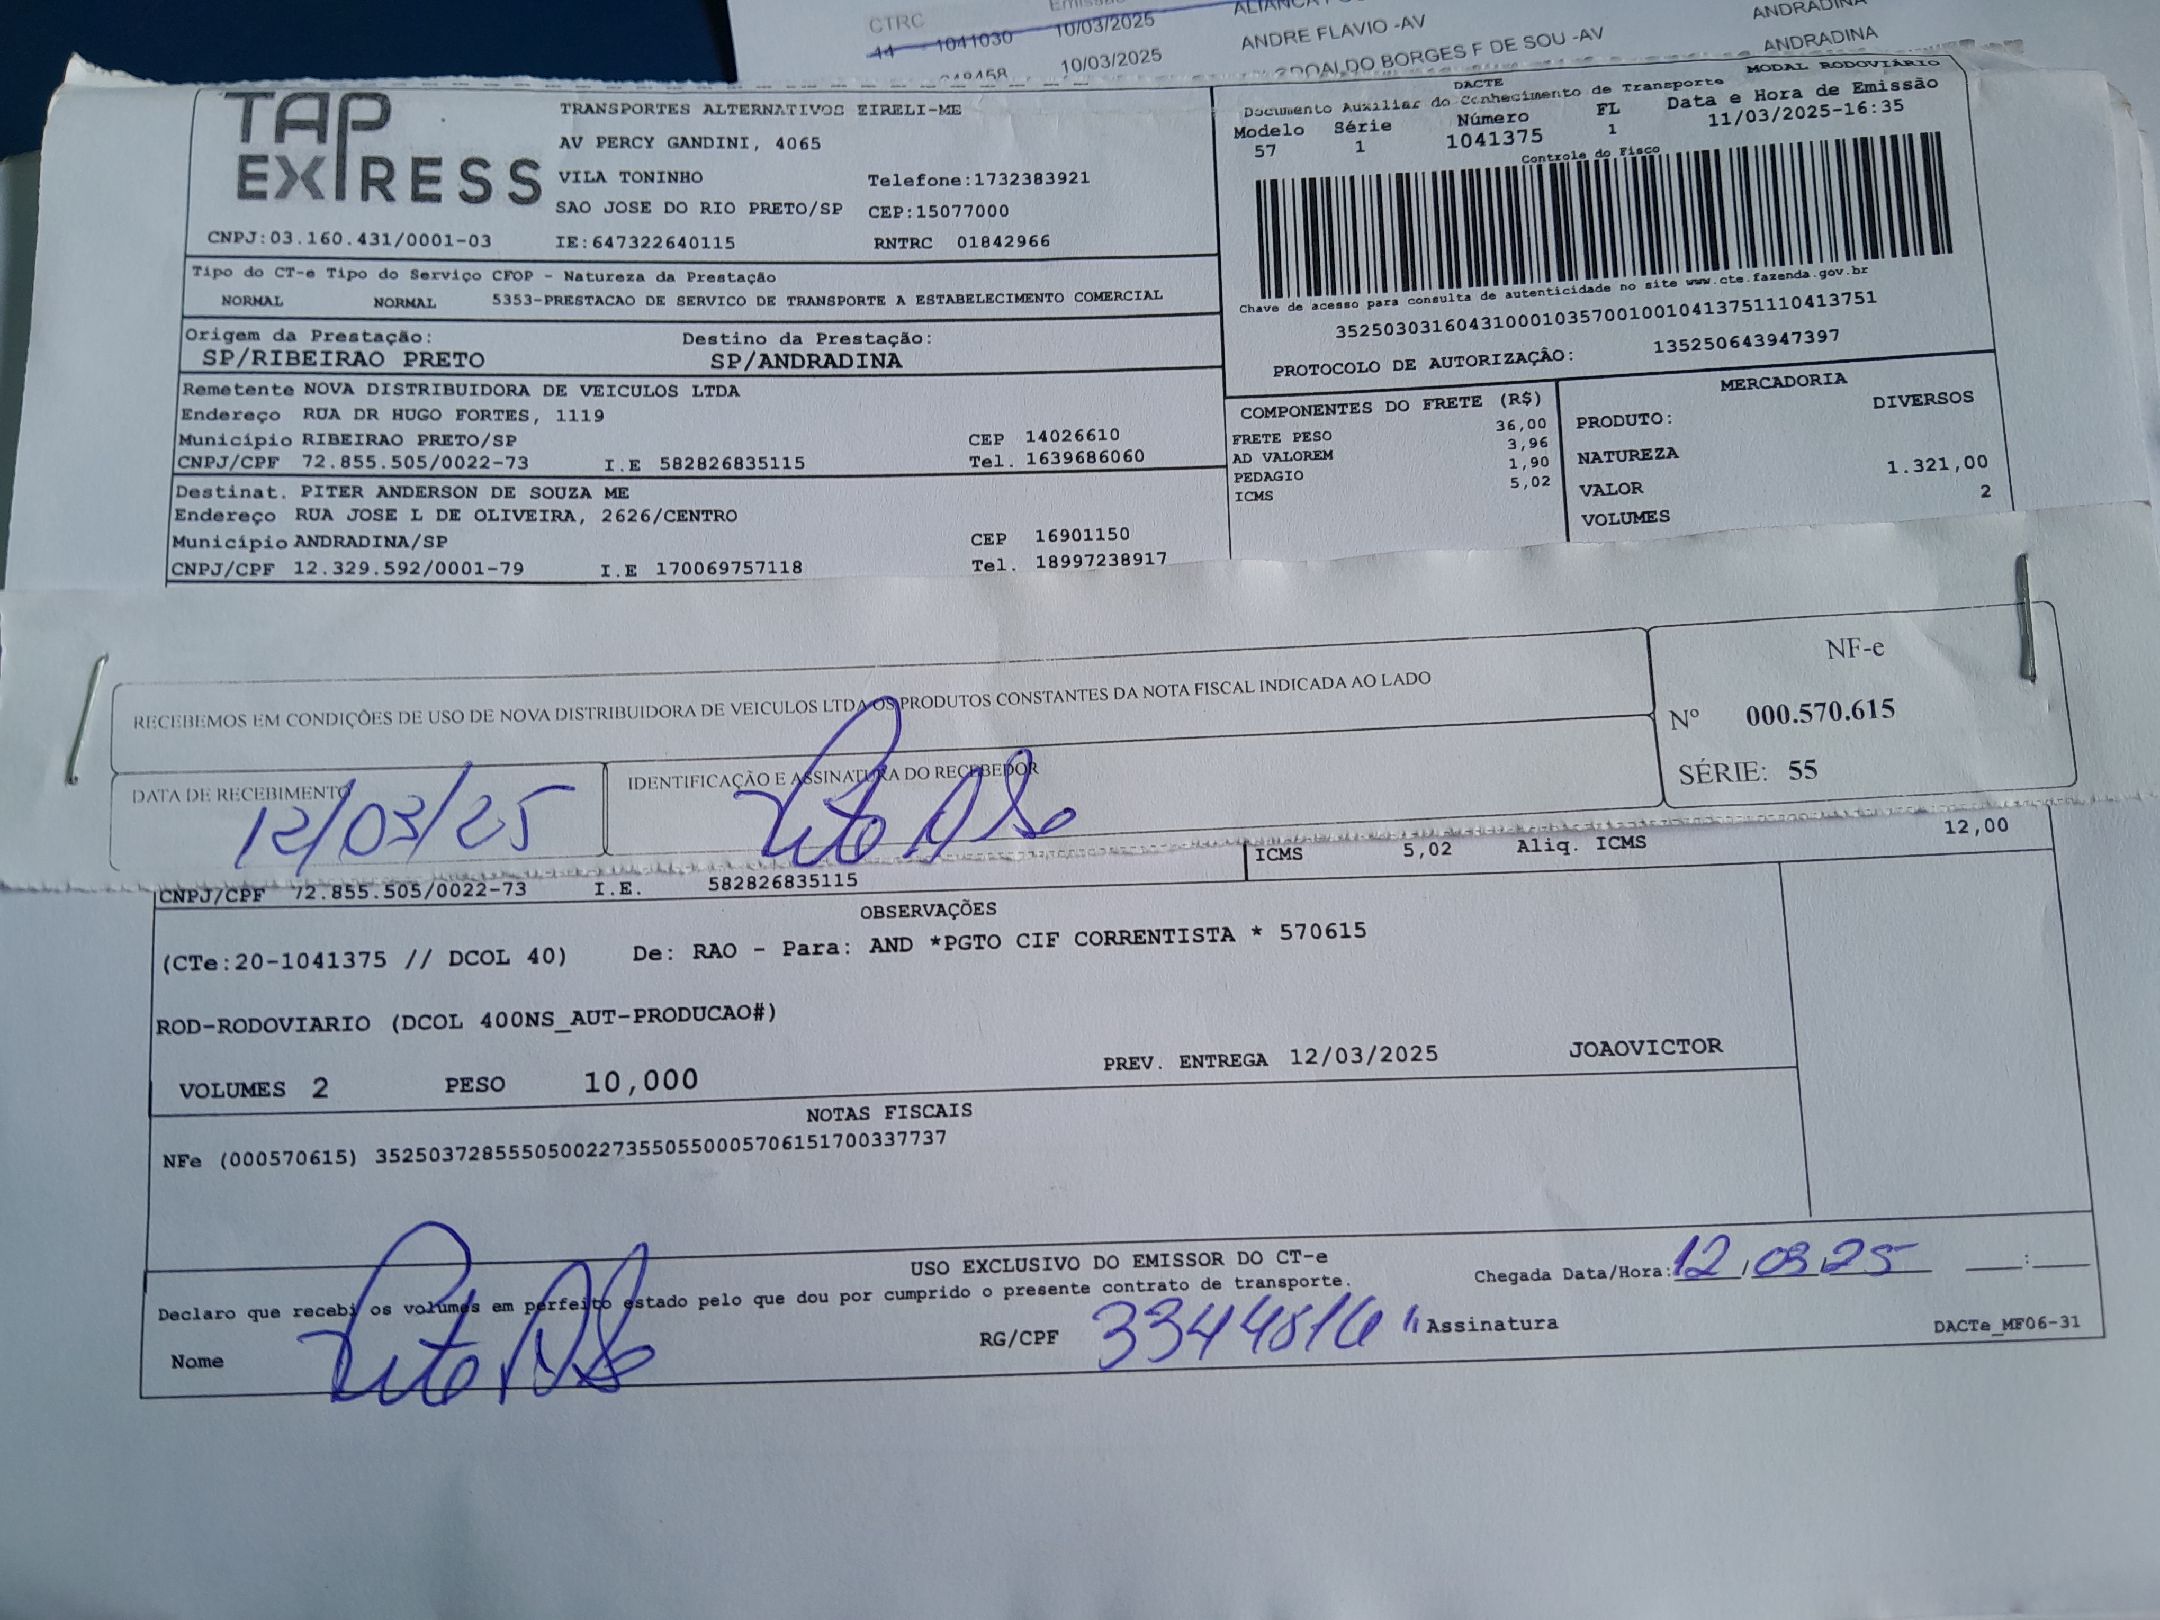 CTRC
Emissão
44 1041030 10/03/2025
ANDRE FLAVIO -AV
ANDRADINA
10/03/2025
BORGES F DE SOU -AV
ANDRADINA
TAP EXPRESS
TRANSPORTES ALTERNATIVOS EIRELI-ME
AV PERCY GANDINI, 4065
VILA TONINHO Telefone:1732383921
SAO JOSE DO RIO PRETO/SP CEP:15077000
CNPJ:03.160.431/0001-03 IE:647322640115 RNTRC 01842966
DACTE MODAL RODOVIÁRIO
Documento Auxiliar do Conhecimento de Transporte
Modelo Série Número FL Data e Hora de Emissão
57 1 1041375 1 11/03/2025-16:35
Controle do Fisco
Chave de acesso para consulta de autenticidade no site www.cte.fazenda.gov.br
35250303160431000103570010010413751110413751
PROTOCOLO DE AUTORIZAÇÃO: 135250643947397
Tipo do CT-e Tipo do Serviço CFOP - Natureza da Prestação
NORMAL NORMAL 5353-PRESTACAO DE SERVICO DE TRANSPORTE A ESTABELECIMENTO COMERCIAL
Origem da Prestação: Destino da Prestação:
SP/RIBEIRAO PRETO SP/ANDRADINA
Remetente NOVA DISTRIBUIDORA DE VEICULOS LTDA
Endereço RUA DR HUGO FORTES, 1119
Município RIBEIRAO PRETO/SP CEP 14026610
CNPJ/CPF 72.855.505/0022-73 I.E 582826835115 Tel. 1639686060
Destinat. PITER ANDERSON DE SOUZA ME
Endereço RUA JOSE L DE OLIVEIRA, 2626/CENTRO
Município ANDRADINA/SP CEP 16901150
CNPJ/CPF 12.329.592/0001-79 I.E 170069757118 Tel. 18997238917
COMPONENTES DO FRETE (R$)
FRETE PESO 36,00
AD VALOREM 3,96
PEDAGIO 1,90
ICMS 5,02
MERCADORIA
PRODUTO: DIVERSOS
NATUREZA
VALOR 1.321,00
VOLUMES 2
RECEBEMOS EM CONDIÇÕES DE USO DE NOVA DISTRIBUIDORA DE VEICULOS LTDA OS PRODUTOS CONSTANTES DA NOTA FISCAL INDICADA AO LADO
NF-e
Nº 000.570.615
SÉRIE: 55
DATA DE RECEBIMENTO
12/03/25
IDENTIFICAÇÃO E ASSINATURA DO RECEBEDOR
ICMS 5,02 Aliq. ICMS 12,00
CNPJ/CPF 72.855.505/0022-73 I.E. 582826835115
OBSERVAÇÕES
(CTe:20-1041375 // DCOL 40) De: RAO - Para: AND *PGTO CIF CORRENTISTA * 570615
ROD-RODOVIARIO (DCOL 400NS_AUT-PRODUCAO#)
VOLUMES 2 PESO 10,000 PREV. ENTREGA 12/03/2025 JOAOVICTOR
NOTAS FISCAIS
NFe (000570615) 35250372855505002273550550005706151700337737
USO EXCLUSIVO DO EMISSOR DO CT-e
Declaro que recebi os volumes em perfeito estado pelo que dou por cumprido o presente contrato de transporte.
Chegada Data/Hora: 12/03/25 :
Nome
RG/CPF
Assinatura
DACTe_MF06-31